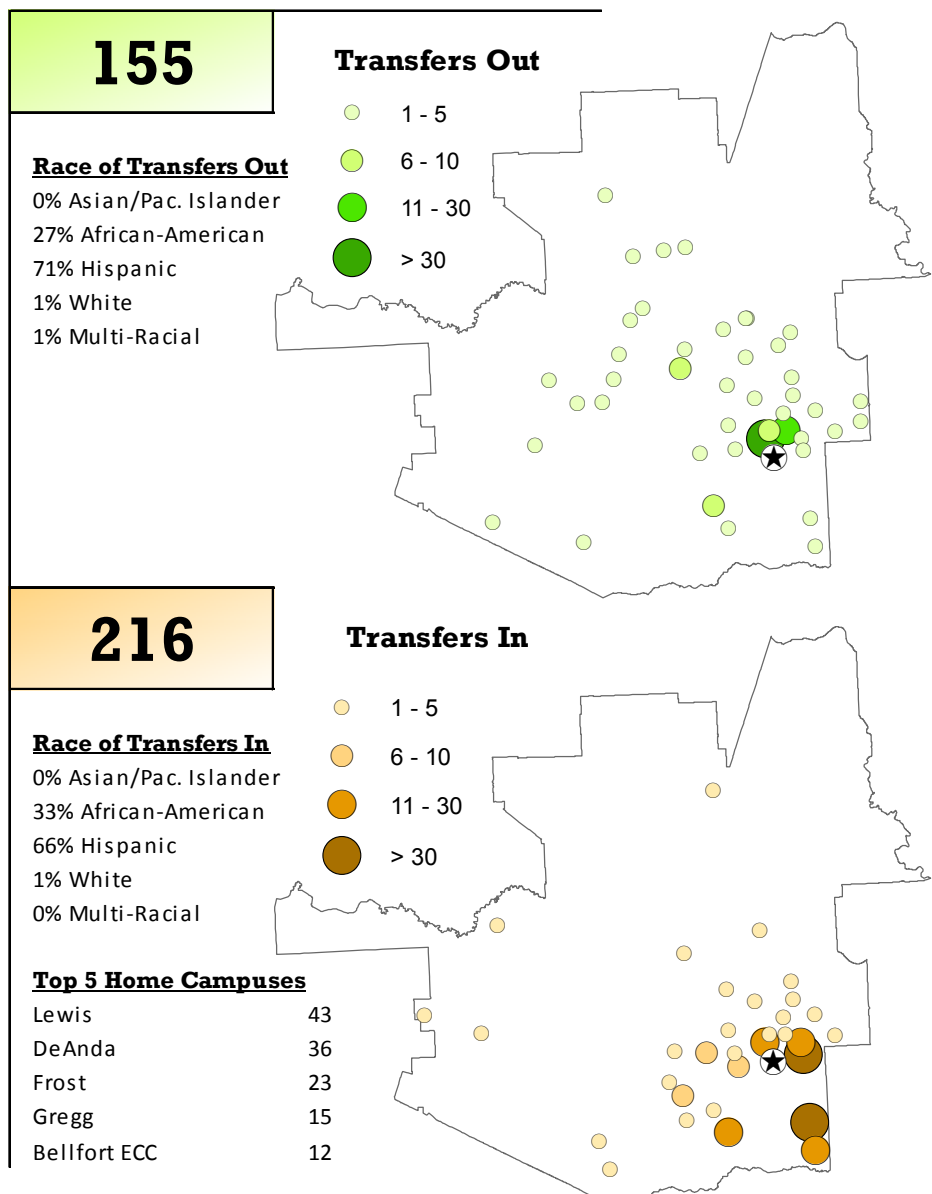 155
Transfers Out
1 - 5
6 - 10
11 - 30
> 30
Race of Transfers Out
0% Asian/Pac. Islander
27% African-American
71% Hispanic
1% White
1% Multi-Racial
216
Transfers In
1 - 5
6 - 10
11 - 30
> 30
Race of Transfers In
0% Asian/Pac. Islander
33% African-American
66% Hispanic
1% White
0% Multi-Racial
Top 5 Home Campuses
Lewis 43
DeAnda 36
Frost 23
Gregg 15
Bellfort ECC 12